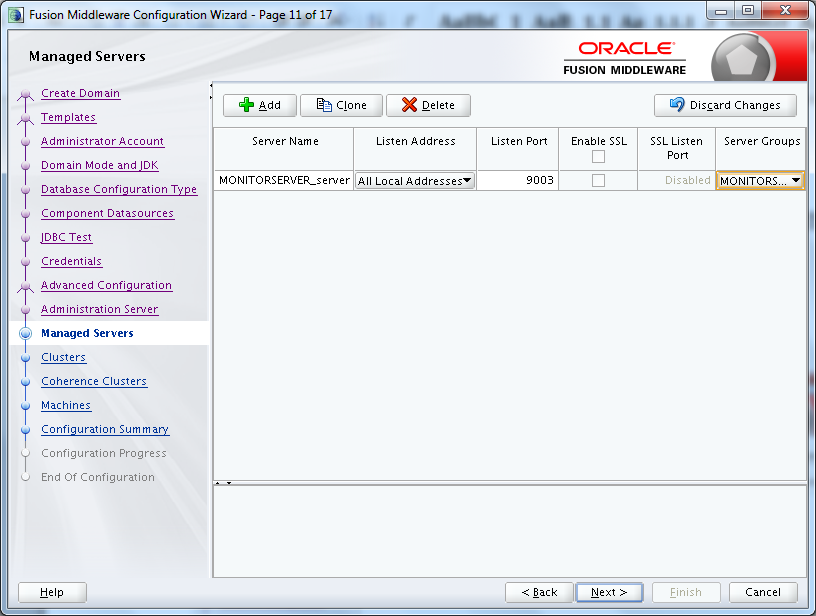 Fusion Middleware Configuration Wizard - Page 11 of 17
Managed Servers
ORACLE
FUSION MIDDLEWARE
Create Domain
Templates
Administrator Account
Domain Mode and JDK
Database Configuration Type
Component Datasources
JDBC Test
Credentials
Advanced Configuration
Administration Server
Managed Servers
Clusters
Coherence Clusters
Machines
Configuration Summary
Configuration Progress
End Of Configuration
Add Clone Delete Discard Changes
Server Name Listen Address Listen Port Enable SSL SSL Listen Port Server Groups
MONITORSERVER_server All Local Addresses 9003 Disabled MONITORS...
Help < Back Next > Finish Cancel